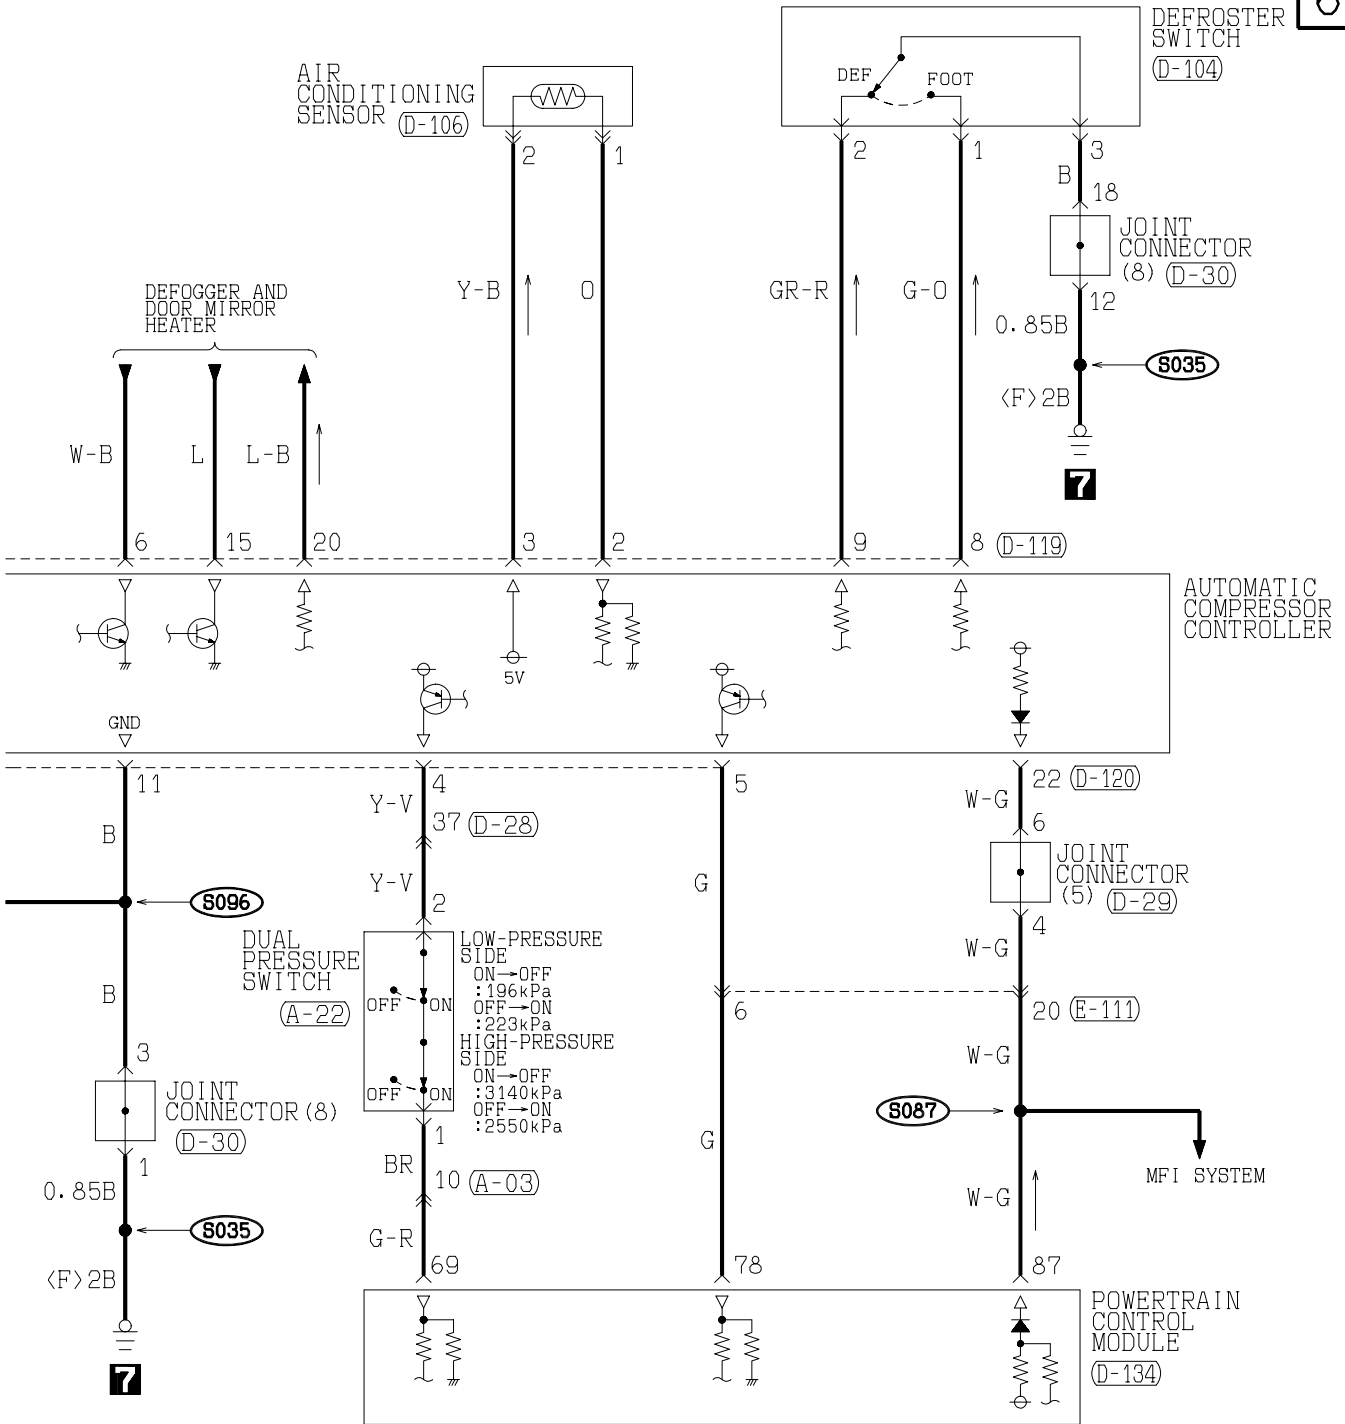 DEFROSTER
SWITCH
(D-104)
DEF
FOOT
AIR
CONDITIONING
SENSOR (D-106)
2
1
2
1
3
B
18
JOINT
CONNECTOR
(8) (D-30)
12
0.85B
S035
<F>2B
7
Y-B
O
GR-R
G-O
DEFOGGER AND
DOOR MIRROR
HEATER
W-B
L
L-B
6
15
20
3
2
9
8 (D-119)
AUTOMATIC
COMPRESSOR
CONTROLLER
5V
GND
11
4
5
22 (D-120)
Y-V
37 (D-28)
W-G
6
B
JOINT
CONNECTOR
(5) (D-29)
Y-V
2
G
S096
4
W-G
DUAL
PRESSURE
SWITCH
(A-22)
OFF
ON
OFF
ON
LOW-PRESSURE
SIDE
ON→OFF
:196kPa
OFF→ON
:223kPa
HIGH-PRESSURE
SIDE
ON→OFF
:3140kPa
OFF→ON
:2550kPa
B
6
20 (E-111)
W-G
3
JOINT
CONNECTOR(8)
(D-30)
1
S087
MFI SYSTEM
1
BR
10 (A-03)
G
W-G
0.85B
S035
G-R
<F>2B
69
78
87
7
POWERTRAIN
CONTROL
MODULE
(D-134)